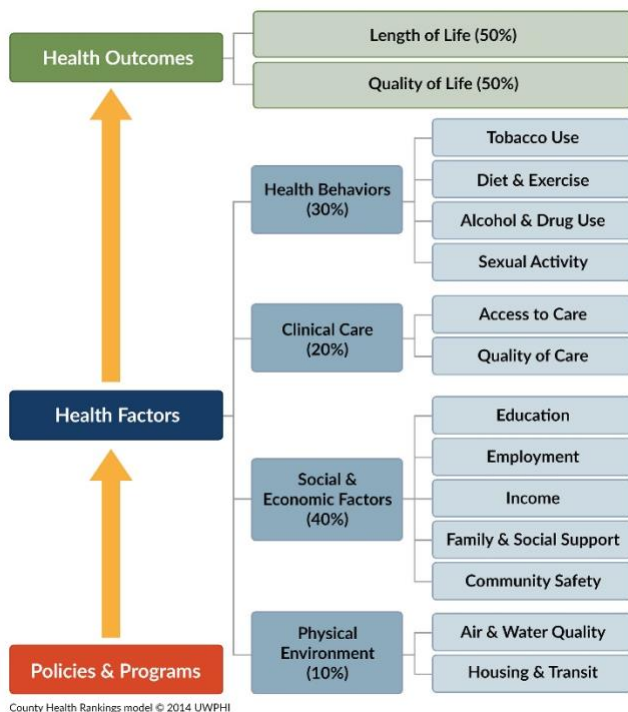 Health Outcomes
Length of Life (50%)
Quality of Life (50%)
Health Factors
Health Behaviors
(30%)
Tobacco Use
Diet & Exercise
Alcohol & Drug Use
Sexual Activity
Clinical Care
(20%)
Access to Care
Quality of Care
Social &
Economic Factors
(40%)
Education
Employment
Income
Family & Social Support
Community Safety
Physical
Environment
(10%)
Air & Water Quality
Housing & Transit
Policies & Programs
County Health Rankings model © 2014 UWPHI